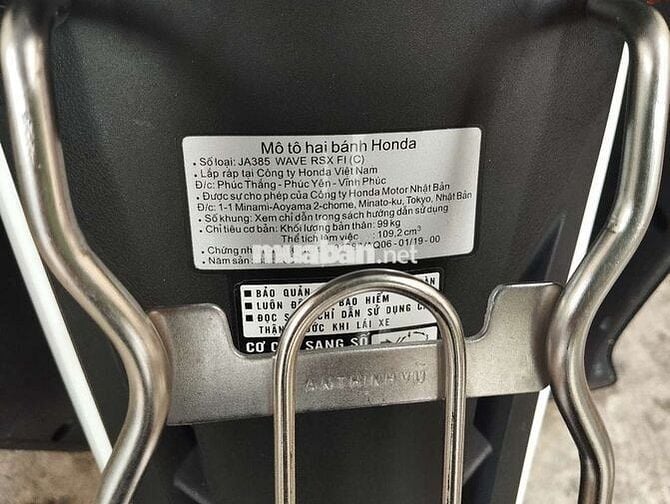 Mô tô hai bánh Honda
. Số loại: JA385 WAVE RSX FI (C)
. Lắp ráp tại Công ty Honda Việt Nam
Đ/c: Phúc Thắng - Phúc Yên - Vĩnh Phúc
. Được sự cho phép của Công ty Honda Motor Nhật Bản
Đ/c: 1-1 Minami-Aoyama 2-chome, Minato-ku, Tokyo, Nhật Bản
. Số khung: Xem chỉ dẫn trong sách hướng dẫn sử dụng
. Chỉ tiêu cơ bản: Khối lượng bản thân: 99 kg
Thể tích làm việc : 109,2 cm³
. Chứng nh VAQ06 - 01/19 - 00
. Năm sản
muaban.net
BẢO QUẢN BẢO HIỂM
LUÔN
ĐỌC CHỈ DẪN SỬ DỤNG
THẬN KHI LÁI XE
CƠ SANG SỐ